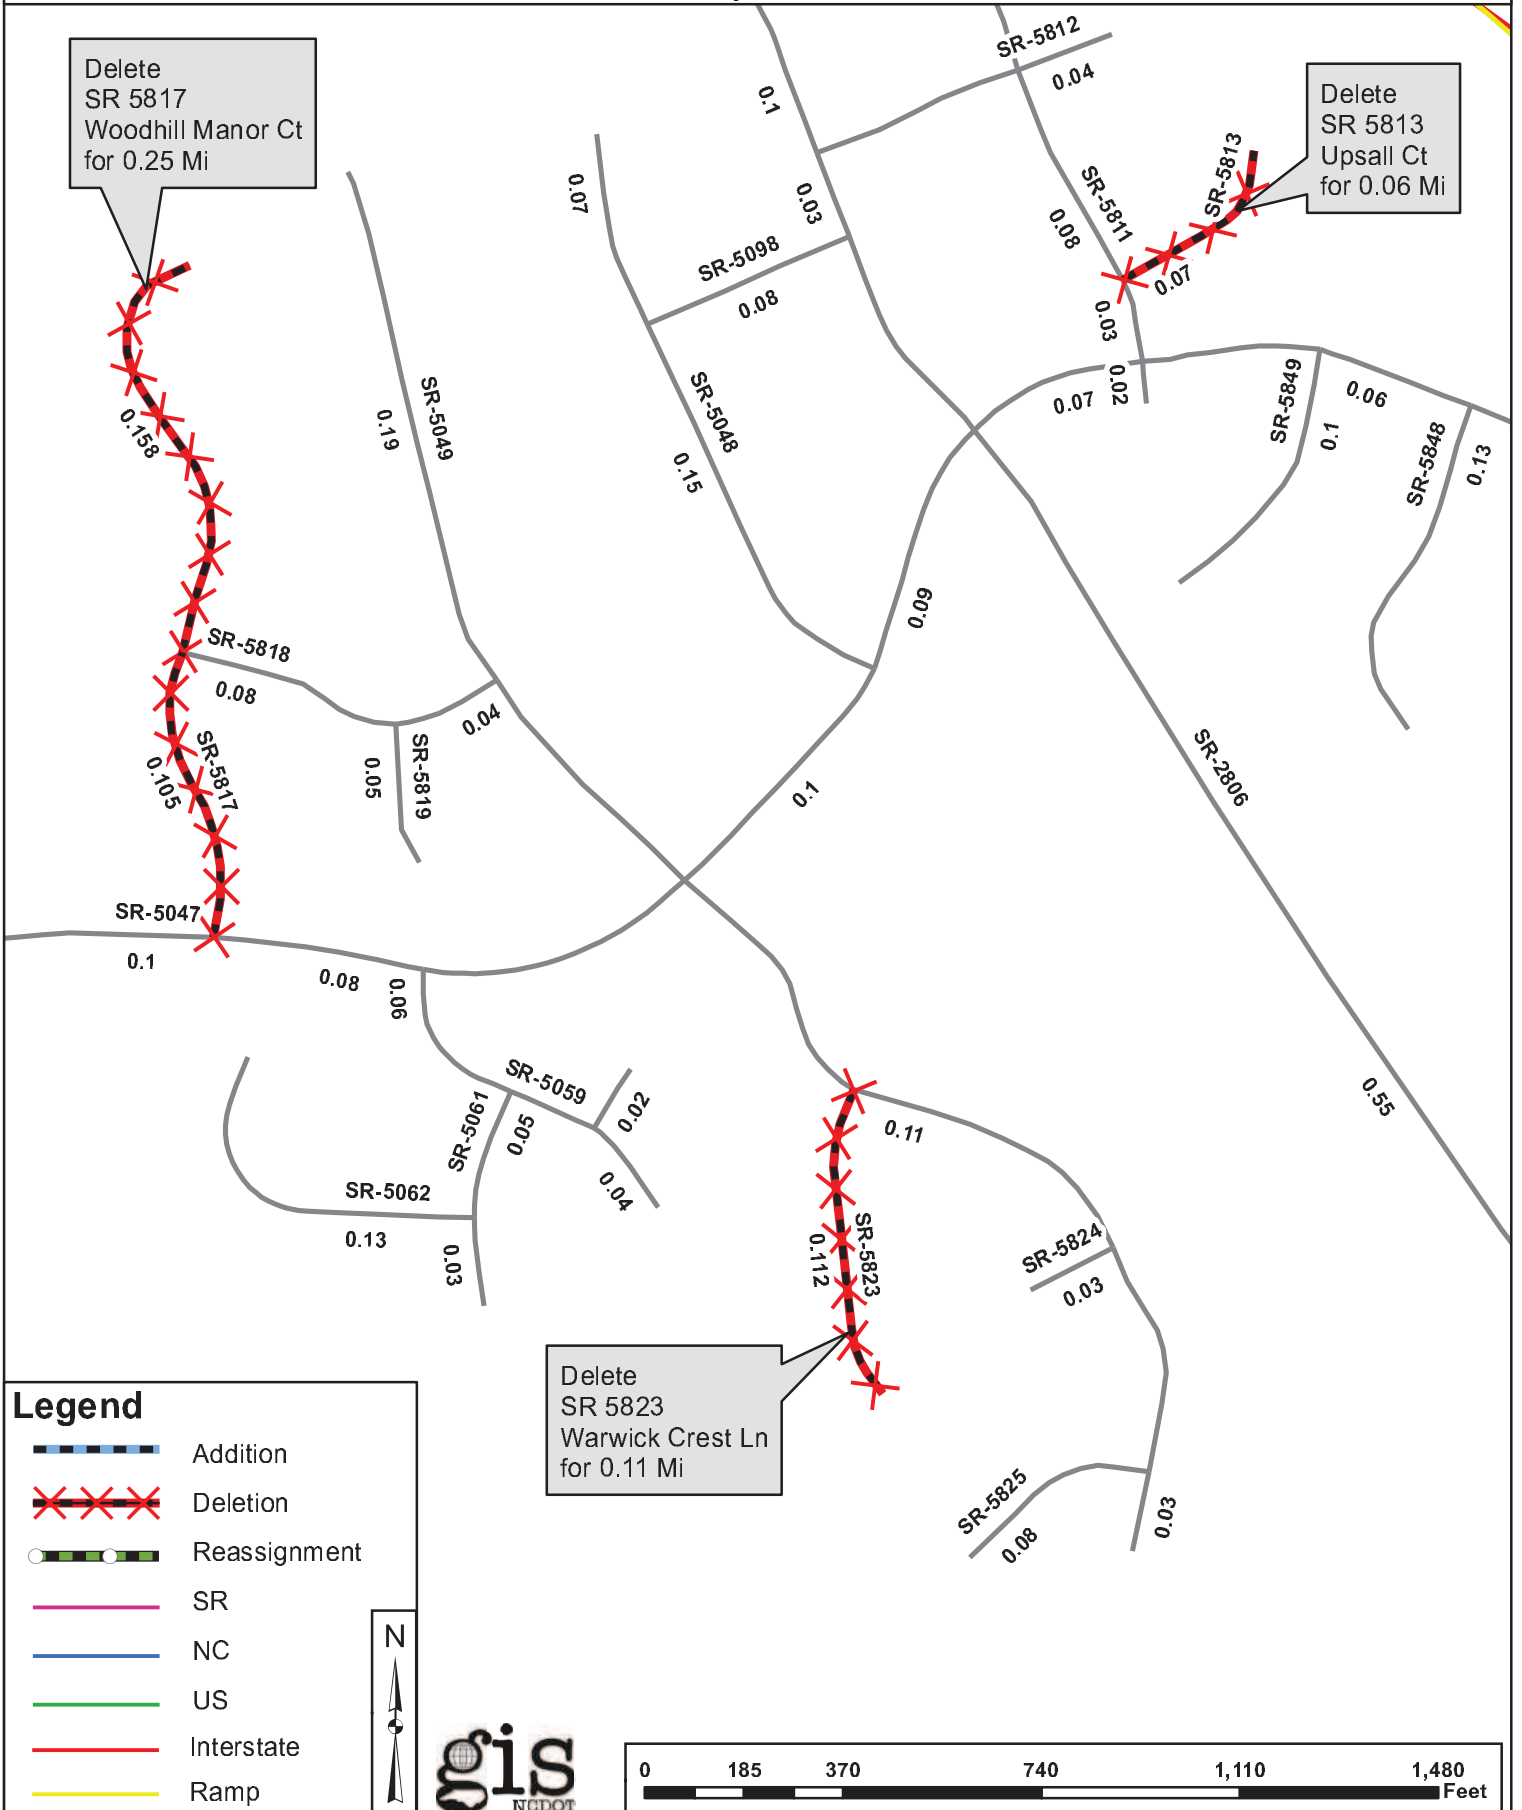 Delete
SR 5817
Woodhill Manor Ct
for 0.25 Mi
Delete
SR 5813
Upsall Ct
for 0.06 Mi
SR-5812
0.04
0.1
0.03
SR-5098
0.08
0.07
SR-5048
0.15
SR-5811
0.08
SR-5813
0.07
0.03
0.02
0.07
SR-5849
0.1
0.06
SR-5848
0.13
SR-5049
0.19
0.158
0.09
SR-5818
0.08
0.04
SR-5819
0.05
SR-5817
0.105
0.1
SR-2806
0.55
SR-5047
0.1
0.08
0.06
SR-5059
0.02
SR-5061
0.05
0.04
SR-5062
0.13
0.03
0.11
SR-5823
0.112
SR-5824
0.03
Delete
SR 5823
Warwick Crest Ln
for 0.11 Mi
SR-5825
0.08
0.03
Legend
Addition
Deletion
Reassignment
SR
NC
US
Interstate
Ramp
N
gis
NCDOT
0 185 370 740 1,110 1,480
Feet